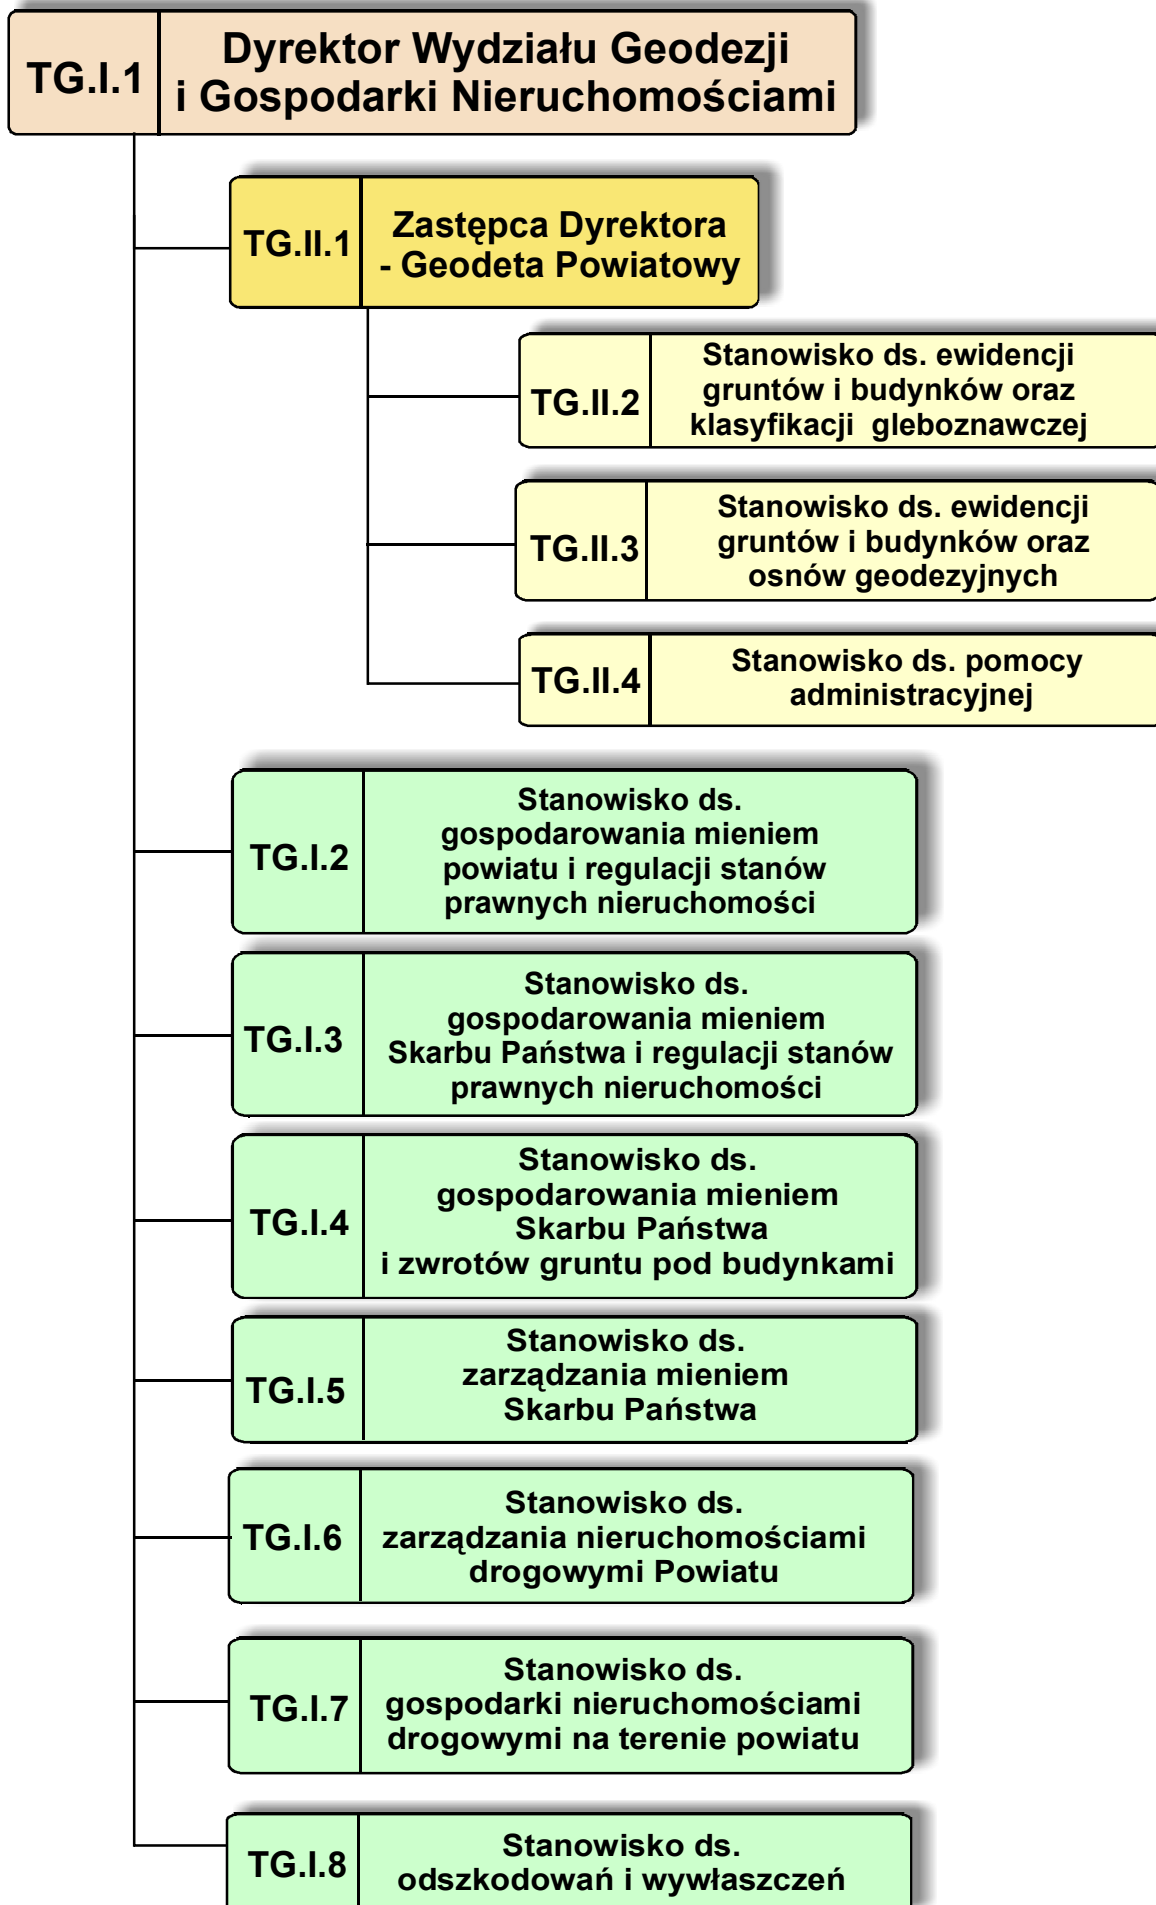 TG.I.1
Dyrektor Wydziału Geodezji
i Gospodarki Nieruchomościami
TG.II.1
Zastępca Dyrektora
- Geodeta Powiatowy
TG.II.2
Stanowisko ds. ewidencji
gruntów i budynków oraz
klasyfikacji gleboznawczej
TG.II.3
Stanowisko ds. ewidencji
gruntów i budynków oraz
osnów geodezyjnych
TG.II.4
Stanowisko ds. pomocy
administracyjnej
TG.I.2
Stanowisko ds.
gospodarowania mieniem
powiatu i regulacji stanów
prawnych nieruchomości
TG.I.3
Stanowisko ds.
gospodarowania mieniem
Skarbu Państwa i regulacji stanów
prawnych nieruchomości
TG.I.4
Stanowisko ds.
gospodarowania mieniem
Skarbu Państwa
i zwrotów gruntu pod budynkami
TG.I.5
Stanowisko ds.
zarządzania mieniem
Skarbu Państwa
TG.I.6
Stanowisko ds.
zarządzania nieruchomościami
drogowymi Powiatu
TG.I.7
Stanowisko ds.
gospodarki nieruchomościami
drogowymi na terenie powiatu
TG.I.8
Stanowisko ds.
odszkodowań i wywłaszczeń